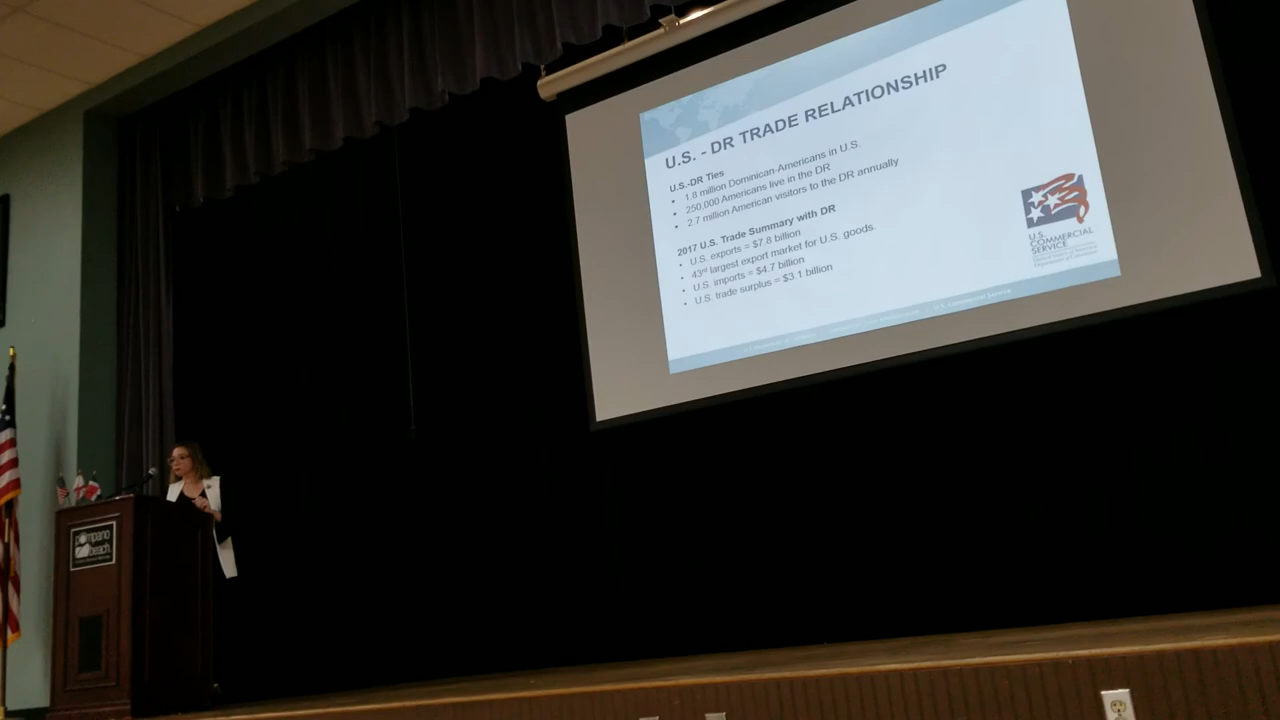 U.S. - DR TRADE RELATIONSHIP
U.S.-DR Ties
• 1.8 million Dominican-Americans in U.S.
• 250,000 Americans live in the DR
• 2.7 million American visitors to the DR annually
2017 U.S. Trade Summary with DR
• U.S. exports = $7.8 billion
• 43rd largest export market for U.S. goods.
• U.S. imports = $4.7 billion
• U.S. trade surplus = $3.1 billion
U.S.
COMMERCIAL
SERVICE
U.S. Commercial Service
pompano
beach